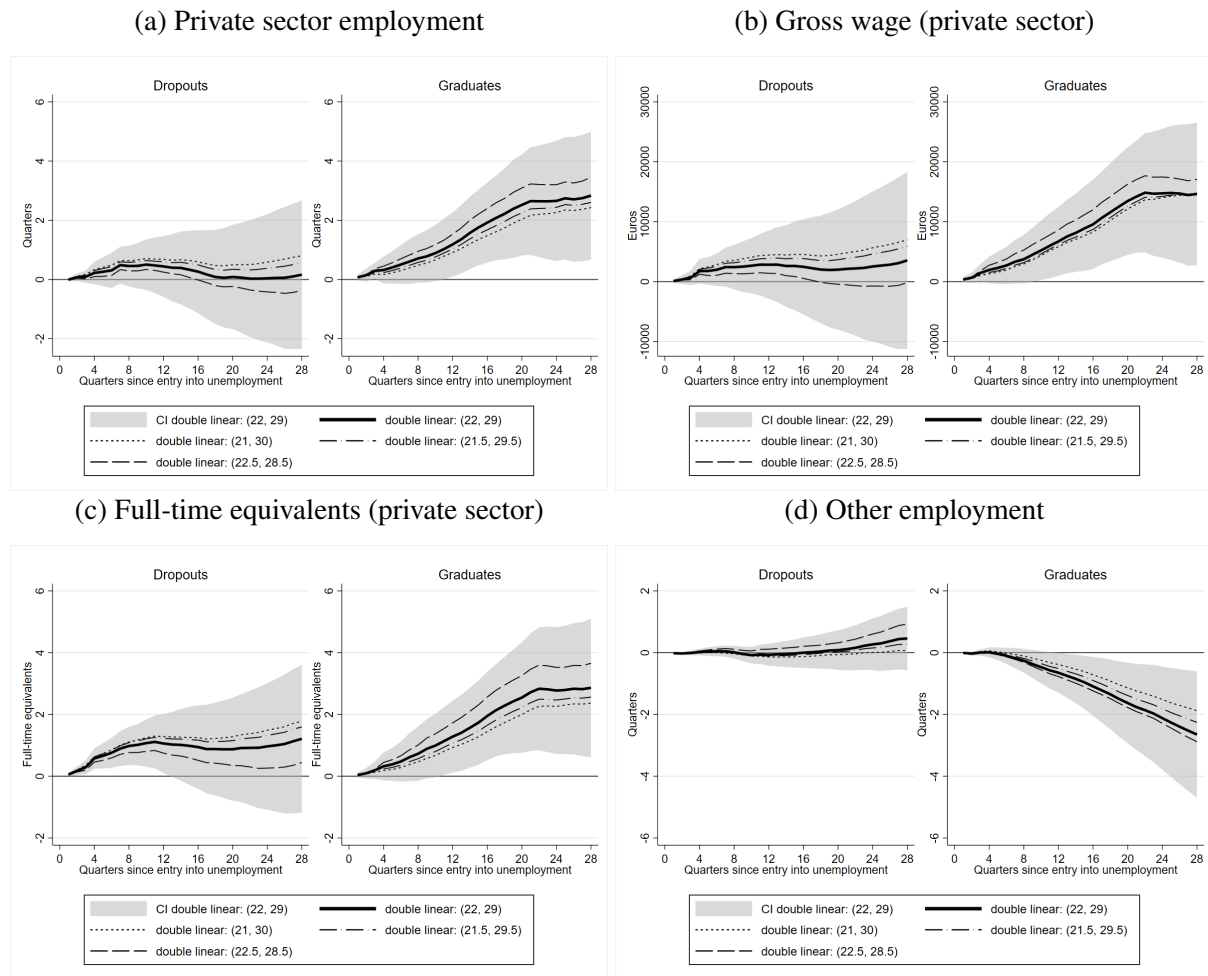 (a) Private sector employment
Dropouts
Graduates
Quarters
6
4
2
0
-2
0 4 8 12 16 20 24 28
Quarters since entry into unemployment
Quarters
6
4
2
0
-2
0 4 8 12 16 20 24 28
Quarters since entry into unemployment
CI double linear: (22, 29)
double linear: (22, 29)
double linear: (21, 30)
double linear: (21.5, 29.5)
double linear: (22.5, 28.5)
(b) Gross wage (private sector)
Dropouts
Graduates
Euros
30000
20000
10000
0
-10000
0 4 8 12 16 20 24 28
Quarters since entry into unemployment
Euros
30000
20000
10000
0
-10000
0 4 8 12 16 20 24 28
Quarters since entry into unemployment
CI double linear: (22, 29)
double linear: (22, 29)
double linear: (21, 30)
double linear: (21.5, 29.5)
double linear: (22.5, 28.5)
(c) Full-time equivalents (private sector)
Dropouts
Graduates
Full-time equivalents
6
4
2
0
-2
0 4 8 12 16 20 24 28
Quarters since entry into unemployment
Full-time equivalents
6
4
2
0
-2
0 4 8 12 16 20 24 28
Quarters since entry into unemployment
CI double linear: (22, 29)
double linear: (22, 29)
double linear: (21, 30)
double linear: (21.5, 29.5)
double linear: (22.5, 28.5)
(d) Other employment
Dropouts
Graduates
Quarters
2
0
-2
-4
-6
0 4 8 12 16 20 24 28
Quarters since entry into unemployment
Quarters
2
0
-2
-4
-6
0 4 8 12 16 20 24 28
Quarters since entry into unemployment
CI double linear: (22, 29)
double linear: (22, 29)
double linear: (21, 30)
double linear: (21.5, 29.5)
double linear: (22.5, 28.5)